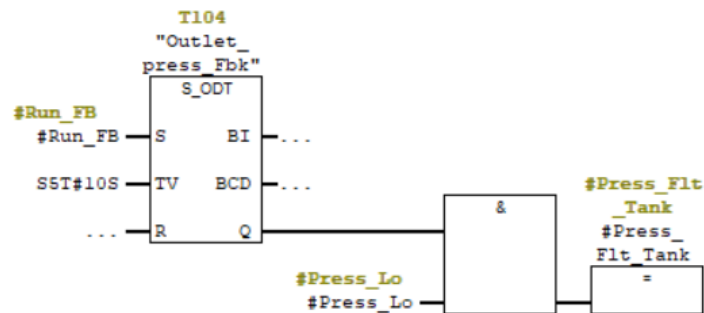 T104
"Outlet_
press_Fbk"
S_ODT
#Run_FB
#Run_FB S BI ...
S5T#10S TV BCD ...
... R Q
&
#Press_Flt
_Tank
#Press_
Flt_Tank
=
#Press_Lo
#Press_Lo